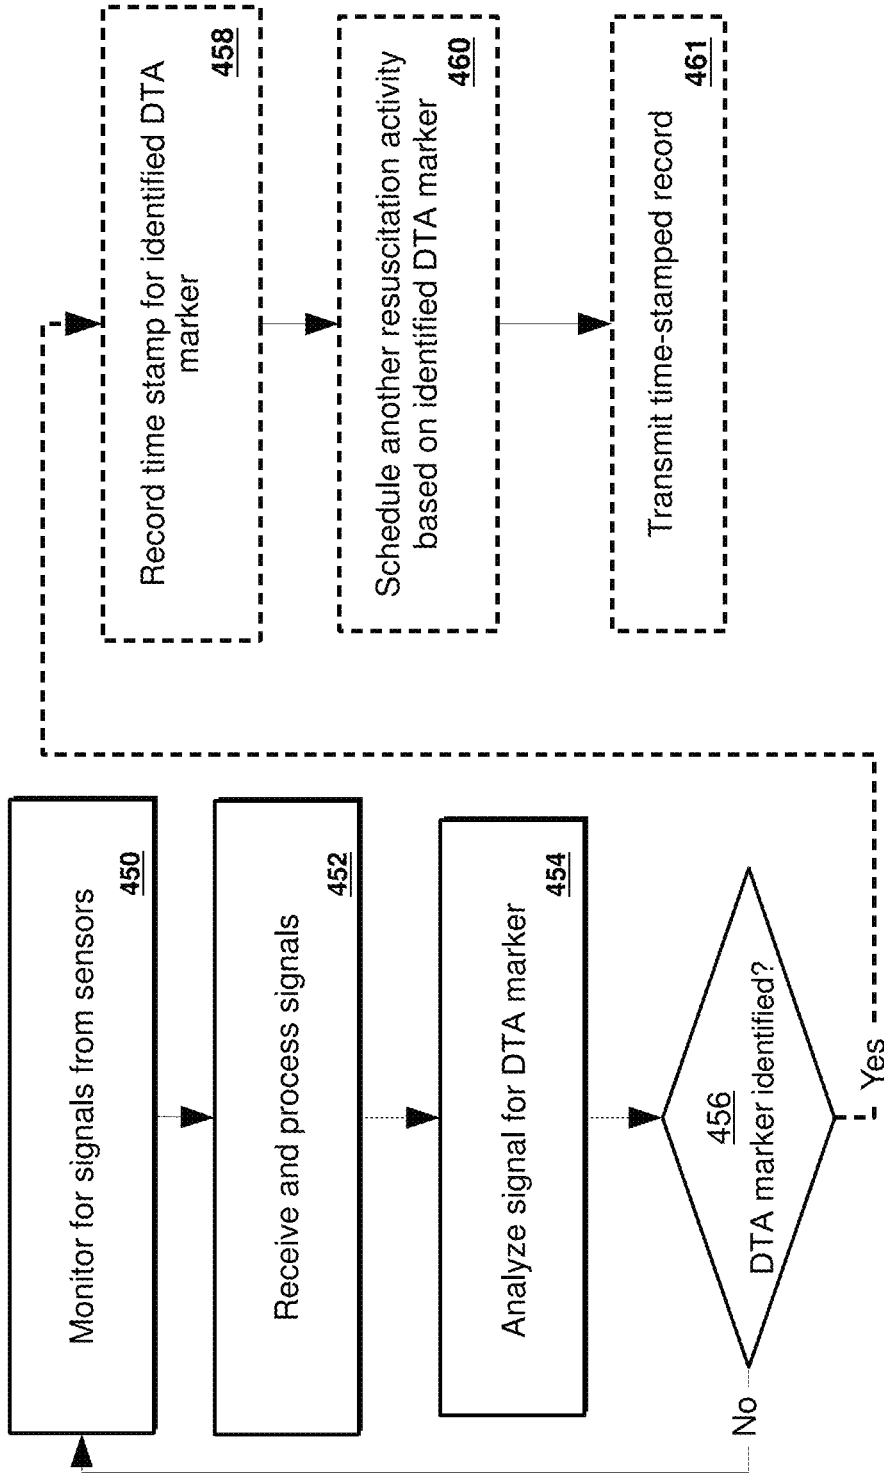 Monitor for signals from sensors
450
Receive and process signals
452
Analyze signal for DTA marker
454
456
DTA marker identified?
No
Yes
Record time stamp for identified DTA
marker
458
Schedule another resuscitation activity
based on identified DTA marker
460
Transmit time-stamped record
461